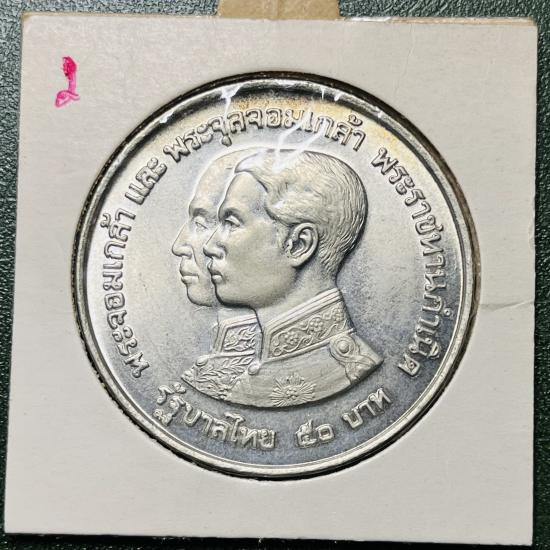 1
พระจอมเกล้า และ พระจุลจอมเกล้า พระราชทานกำเนิด
รัฐบาลไทย ๕๐ บาท